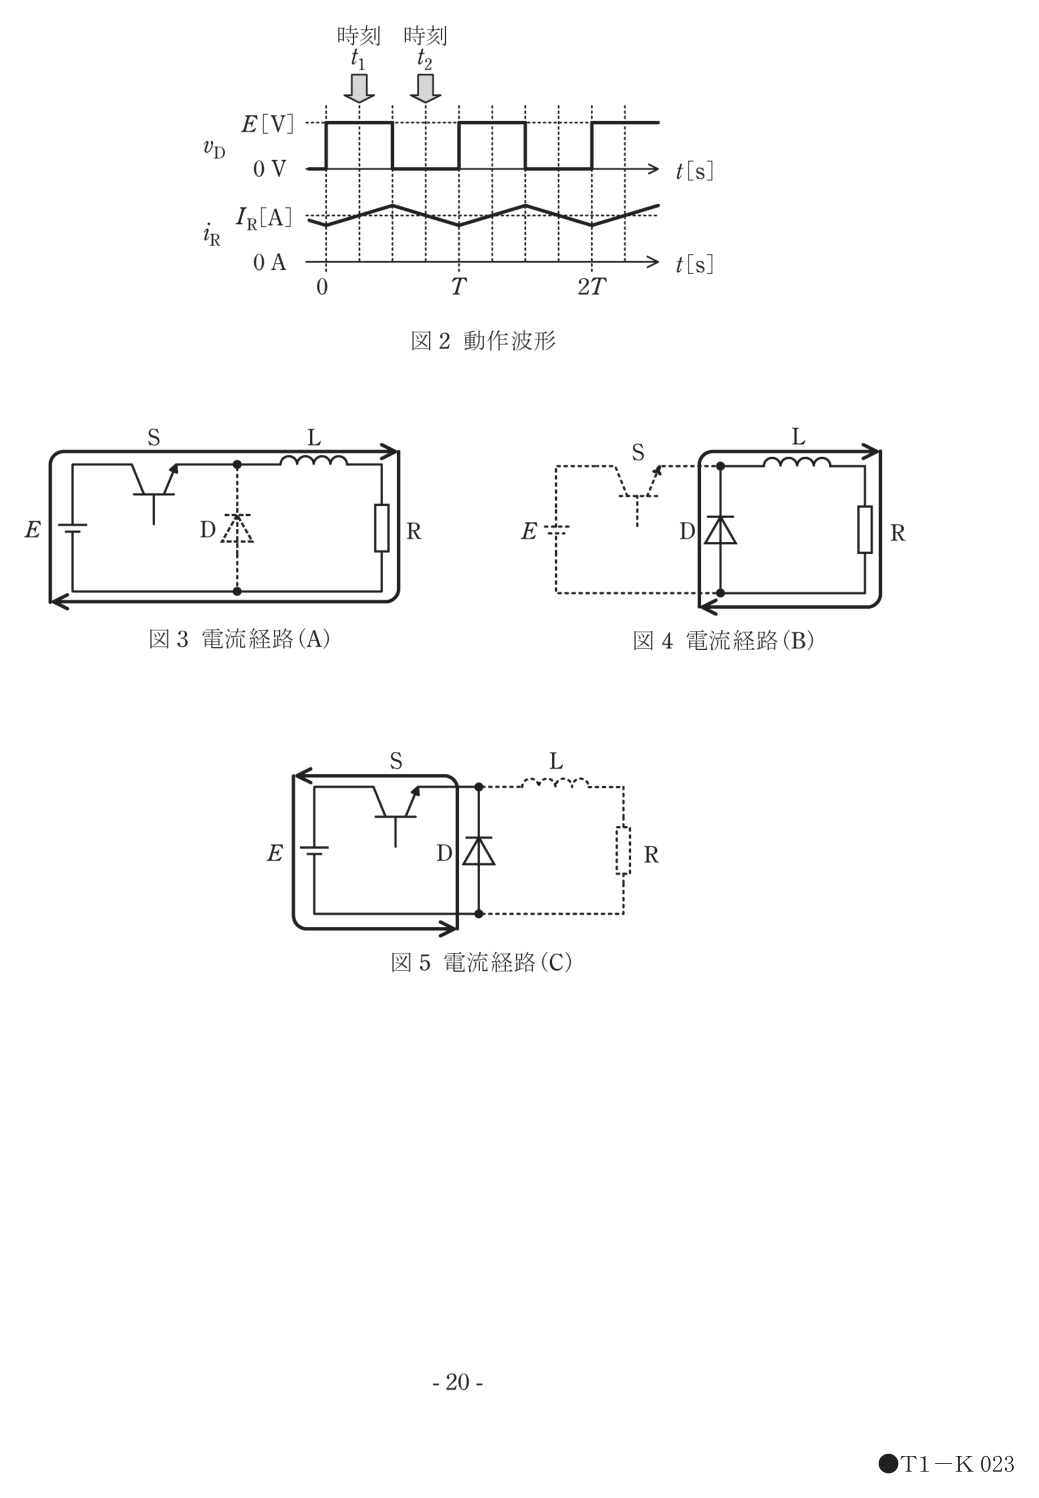 時刻 時刻
t1 t2
E[V]
vD
0 V t[s]
IR[A]
iR
0 A t[s]
0 T 2T
図 2 動作波形
S L
E D R
図 3 電流経路(A)
S L
E D R
図 4 電流経路(B)
S L
E D R
図 5 電流経路(C)
- 20 -
●T1－K 023